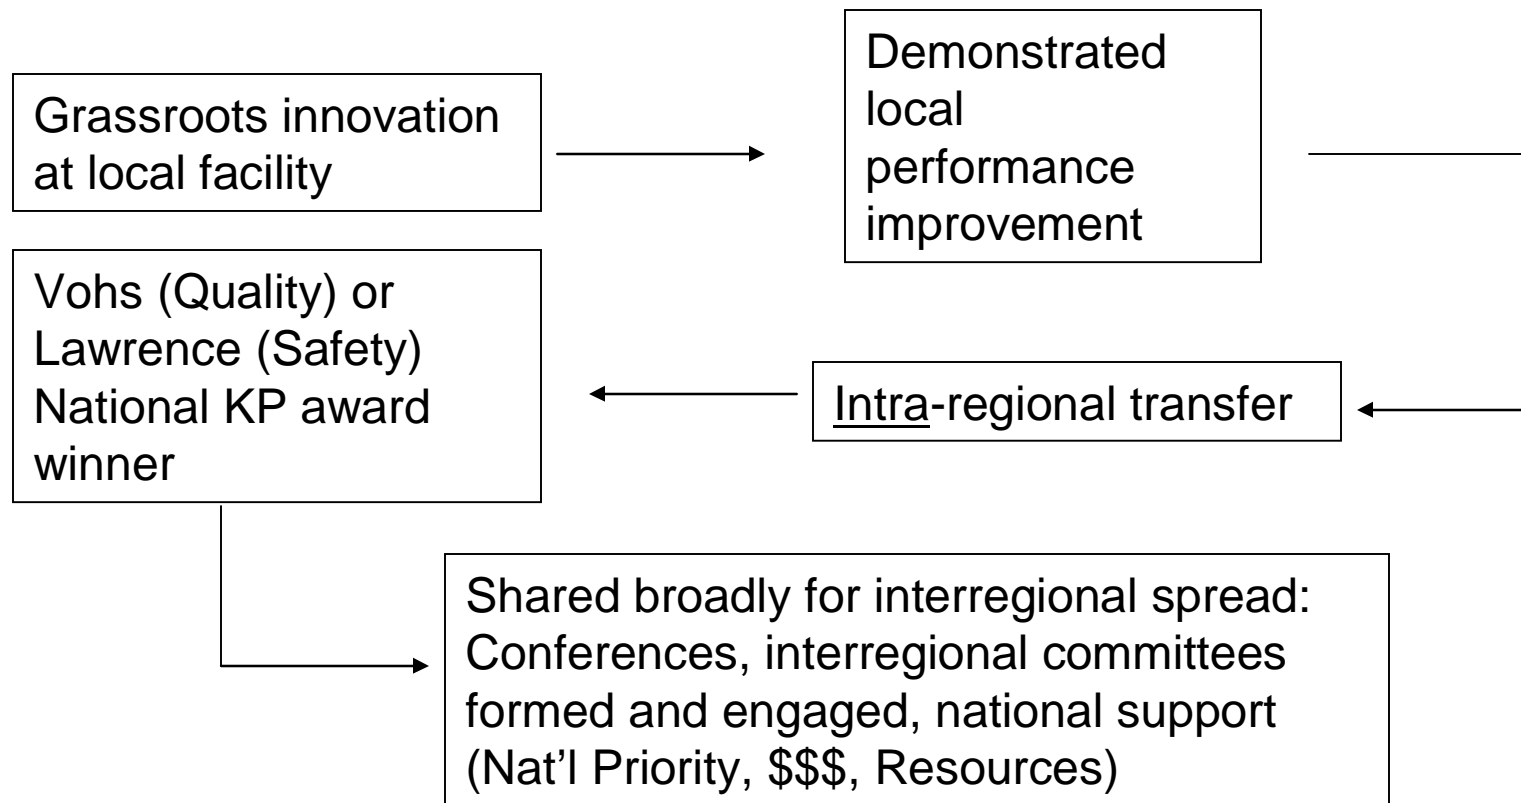 Grassroots innovation
at local facility
Demonstrated
local
performance
improvement
Vohs (Quality) or
Lawrence (Safety)
National KP award
winner
Intra-regional transfer
Shared broadly for interregional spread:
Conferences, interregional committees
formed and engaged, national support
(Nat’l Priority, $$$, Resources)